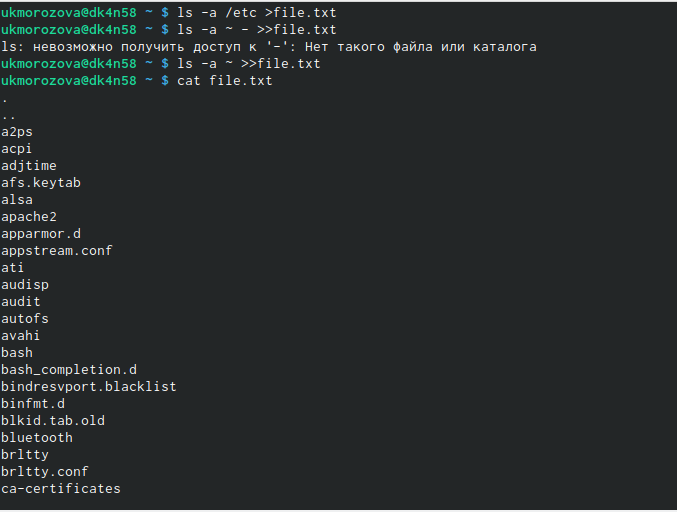 ukmorozova@dk4n58 ~ $ ls -a /etc >file.txt
ukmorozova@dk4n58 ~ $ ls -a ~ - >>file.txt
ls: невозможно получить доступ к '-': Нет такого файла или каталога
ukmorozova@dk4n58 ~ $ ls -a ~ >>file.txt
ukmorozova@dk4n58 ~ $ cat file.txt
.
..
a2ps
acpi
adjtime
afs.keytab
alsa
apache2
apparmor.d
appstream.conf
ati
audisp
audit
autofs
avahi
bash
bash_completion.d
bindresvport.blacklist
binfmt.d
blkid.tab.old
bluetooth
brltty
brltty.conf
ca-certificates